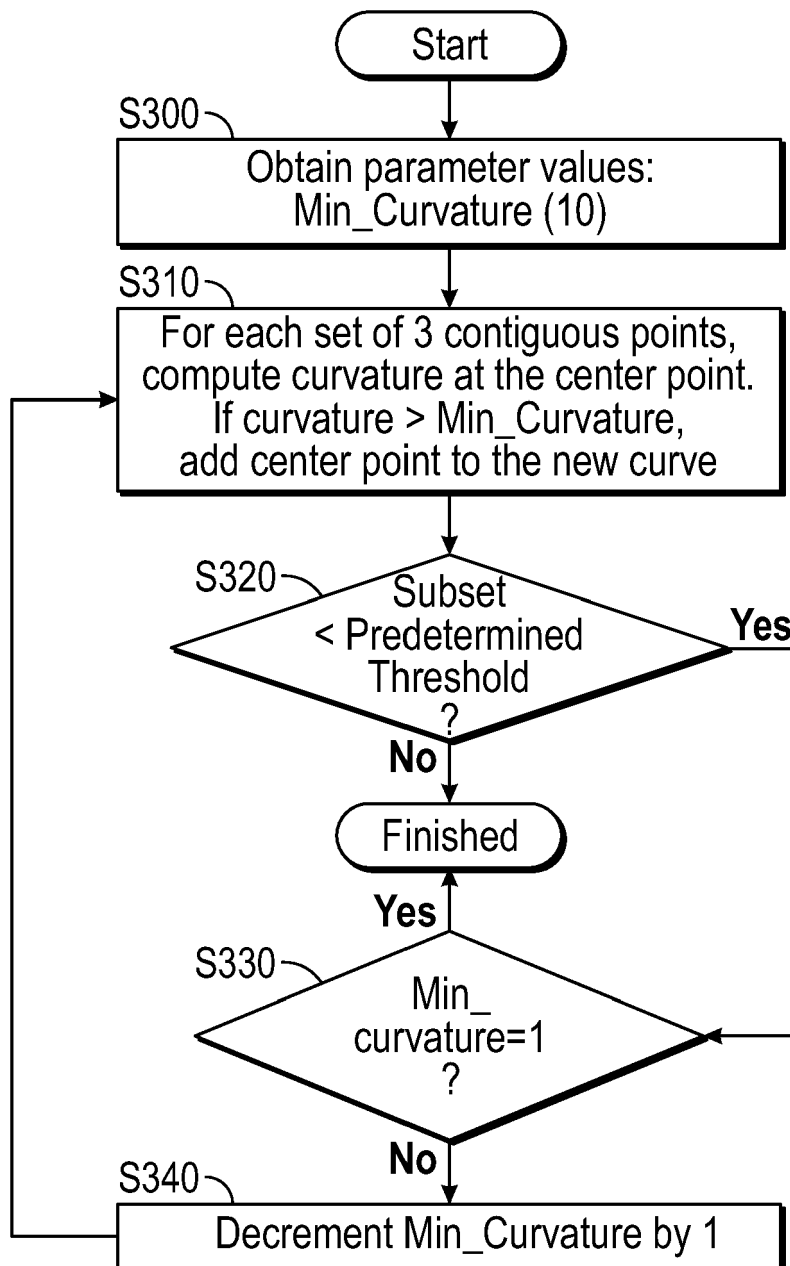 Start
S300
Obtain parameter values:
Min_Curvature (10)
S310
For each set of 3 contiguous points,
compute curvature at the center point.
If curvature > Min_Curvature,
add center point to the new curve
S320
Subset
< Predetermined
Threshold
?
Yes
No
Finished
Yes
S330
Min_
curvature=1
?
No
S340
Decrement Min_Curvature by 1